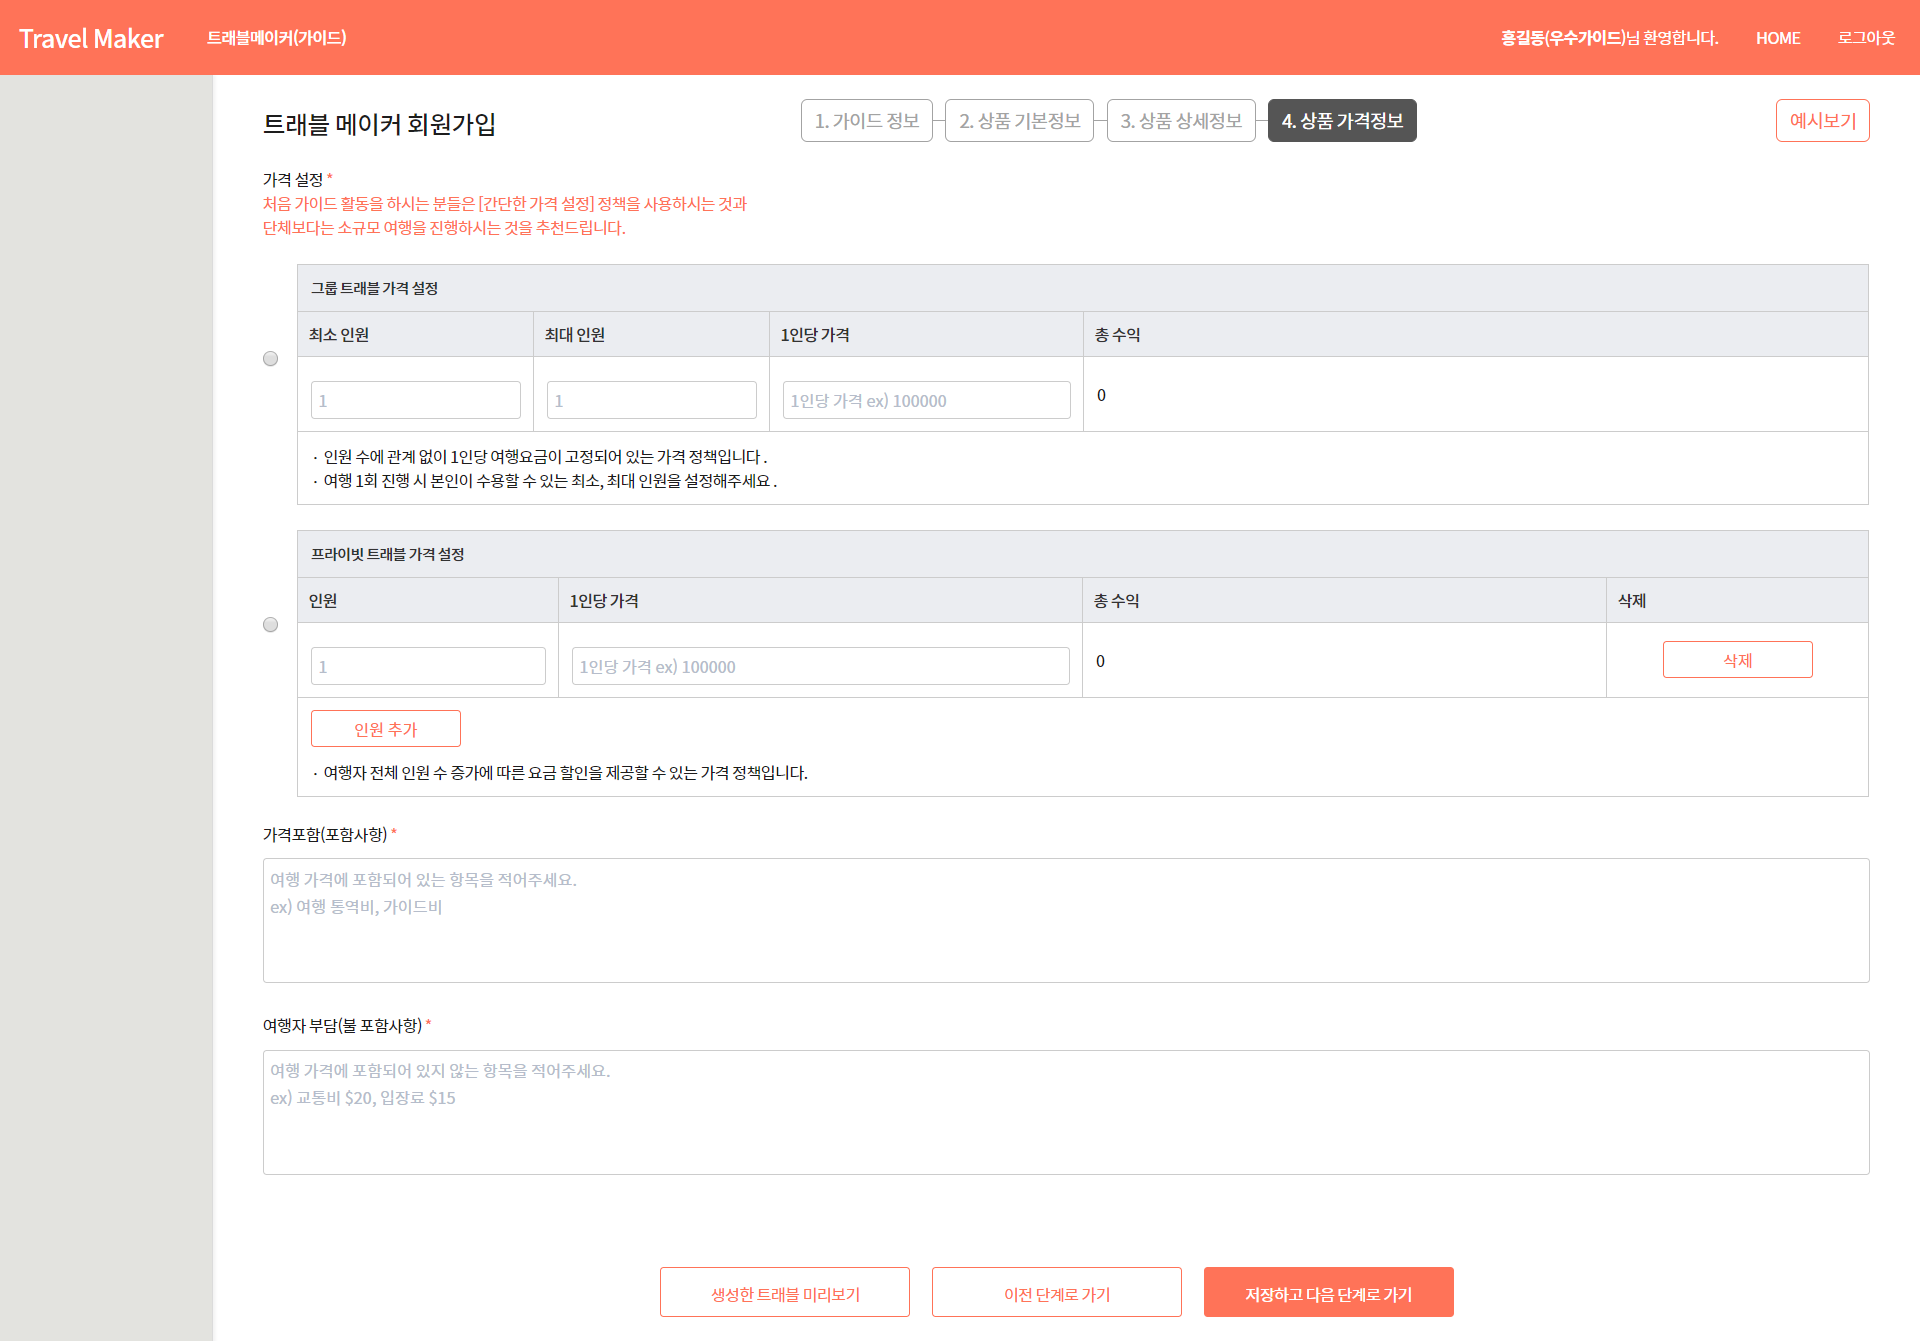 Travel Maker
트래블메이커(가이드)
홍길동(우수가이드)님 환영합니다.
HOME
로그아웃
트래블 메이커 회원가입
1. 가이드 정보
2. 상품 기본정보
3. 상품 상세정보
4. 상품 가격정보
예시보기
가격 설정 *
처음 가이드 활동을 하시는 분들은 [간단한 가격 설정] 정책을 사용하시는 것과
단체보다는 소규모 여행을 진행하시는 것을 추천드립니다.
그룹 트래블 가격 설정
최소 인원
최대 인원
1인당 가격
총 수익
1
1
1인당 가격 ex) 100000
0
· 인원 수에 관계 없이 1인당 여행요금이 고정되어 있는 가격 정책입니다 .
· 여행 1회 진행 시 본인이 수용할 수 있는 최소, 최대 인원을 설정해주세요 .
프라이빗 트래블 가격 설정
인원
1인당 가격
총 수익
삭제
1
1인당 가격 ex) 100000
0
삭제
인원 추가
· 여행자 전체 인원 수 증가에 따른 요금 할인을 제공할 수 있는 가격 정책입니다.
가격포함(포함사항) *
여행 가격에 포함되어 있는 항목을 적어주세요.
ex) 여행 통역비, 가이드비
여행자 부담(불 포함사항) *
여행 가격에 포함되어 있지 않는 항목을 적어주세요.
ex) 교통비 $20, 입장료 $15
생성한 트래블 미리보기
이전 단계로 가기
저장하고 다음 단계로 가기